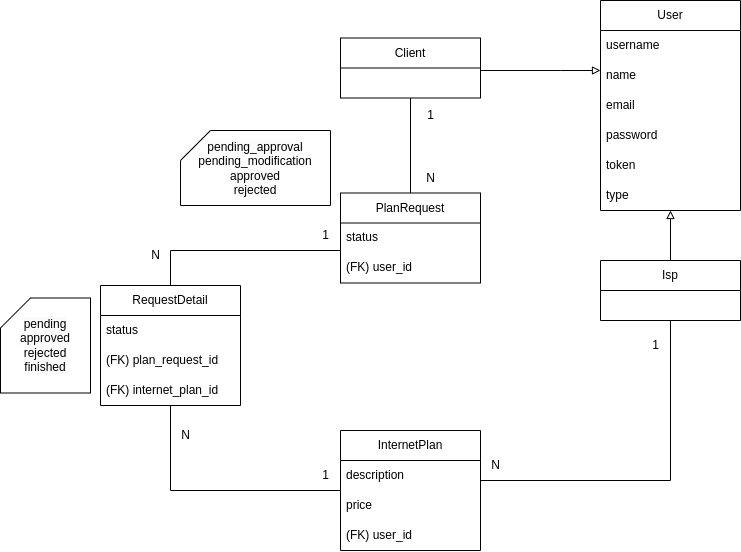 User
username
name
email
password
token
type
Client
1
N
pending_approval
pending_modification
approved
rejected
PlanRequest
status
(FK) user_id
1
N
RequestDetail
status
(FK) plan_request_id
(FK) internet_plan_id
pending
approved
rejected
finished
Isp
1
N
N
1
InternetPlan
description
price
(FK) user_id